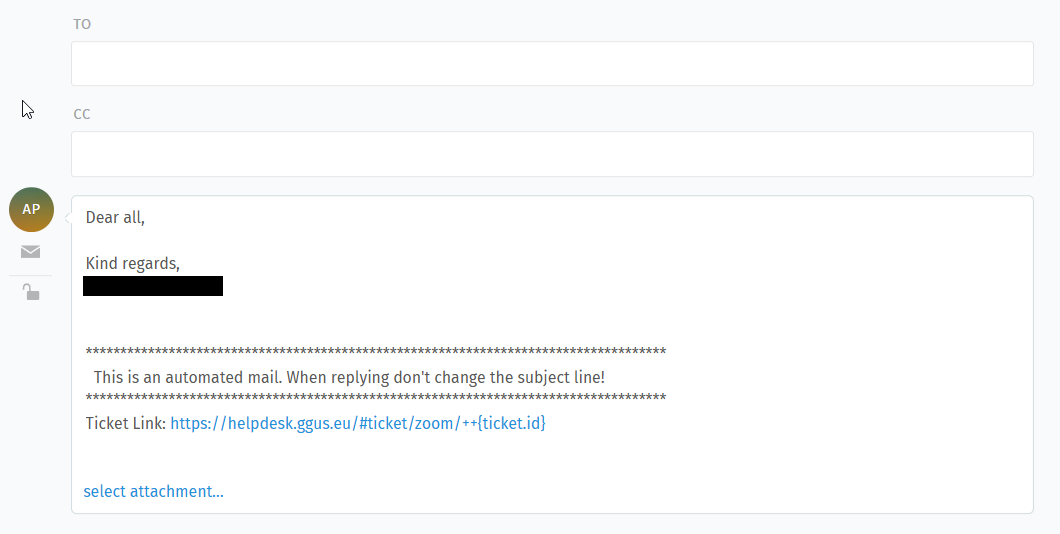 TO
CC
AP
Dear all,
Kind regards,
************************************************************************************
This is an automated mail. When replying don't change the subject line!
************************************************************************************
Ticket Link: https://helpdesk.ggus.eu/#ticket/zoom/++{ticket.id}
select attachment...